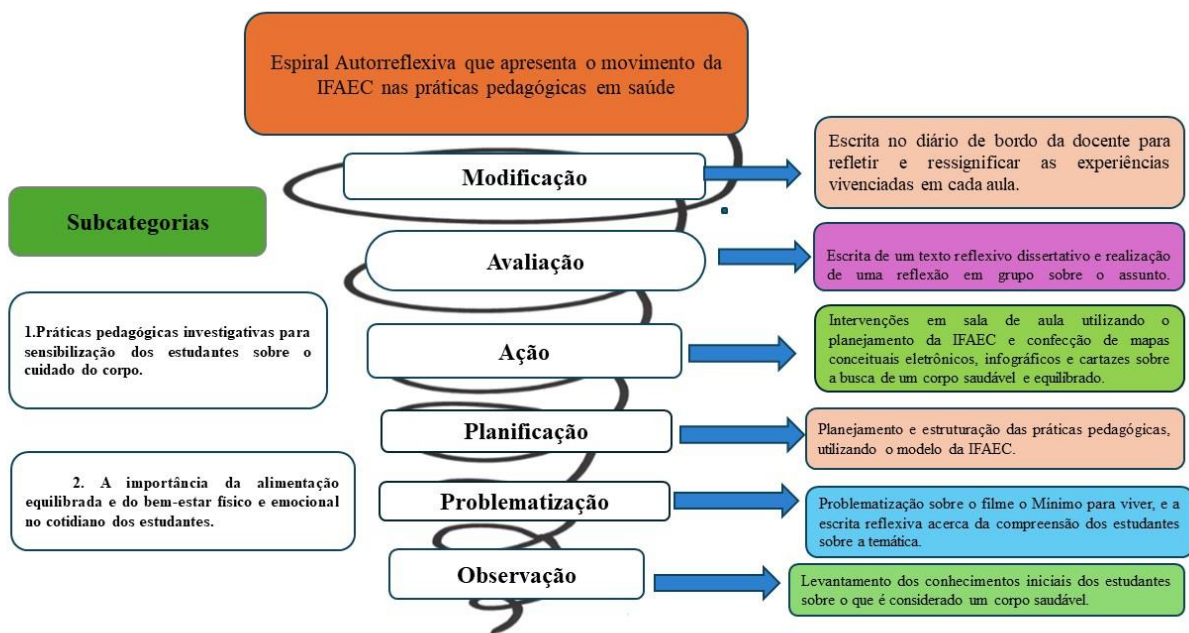 Espiral Autorreflexiva que apresenta o movimento da
IFAEC nas práticas pedagógicas em saúde
Subcategorias
1.Práticas pedagógicas investigativas para
sensibilização dos estudantes sobre o
cuidado do corpo.
2. A importância da alimentação
equilibrada e do bem-estar físico e emocional
no cotidiano dos estudantes.
Modificação
Escrita no diário de bordo da docente para
refletir e ressignificar as experiências
vivenciadas em cada aula.
Avaliação
Escrita de um texto reflexivo dissertativo e realização
de uma reflexão em grupo sobre o assunto.
Ação
Intervenções em sala de aula utilizando o
planejamento da IFAEC e confecção de mapas
conceituais eletrônicos, infográficos e cartazes sobre
a busca de um corpo saudável e equilibrado.
Planificação
Planejamento e estruturação das práticas pedagógicas,
utilizando o modelo da IFAEC.
Problematização
Problematização sobre o filme o Mínimo para viver, e a
escrita reflexiva acerca da compreensão dos estudantes
sobre a temática.
Observação
Levantamento dos conhecimentos iniciais dos estudantes
sobre o que é considerado um corpo saudável.